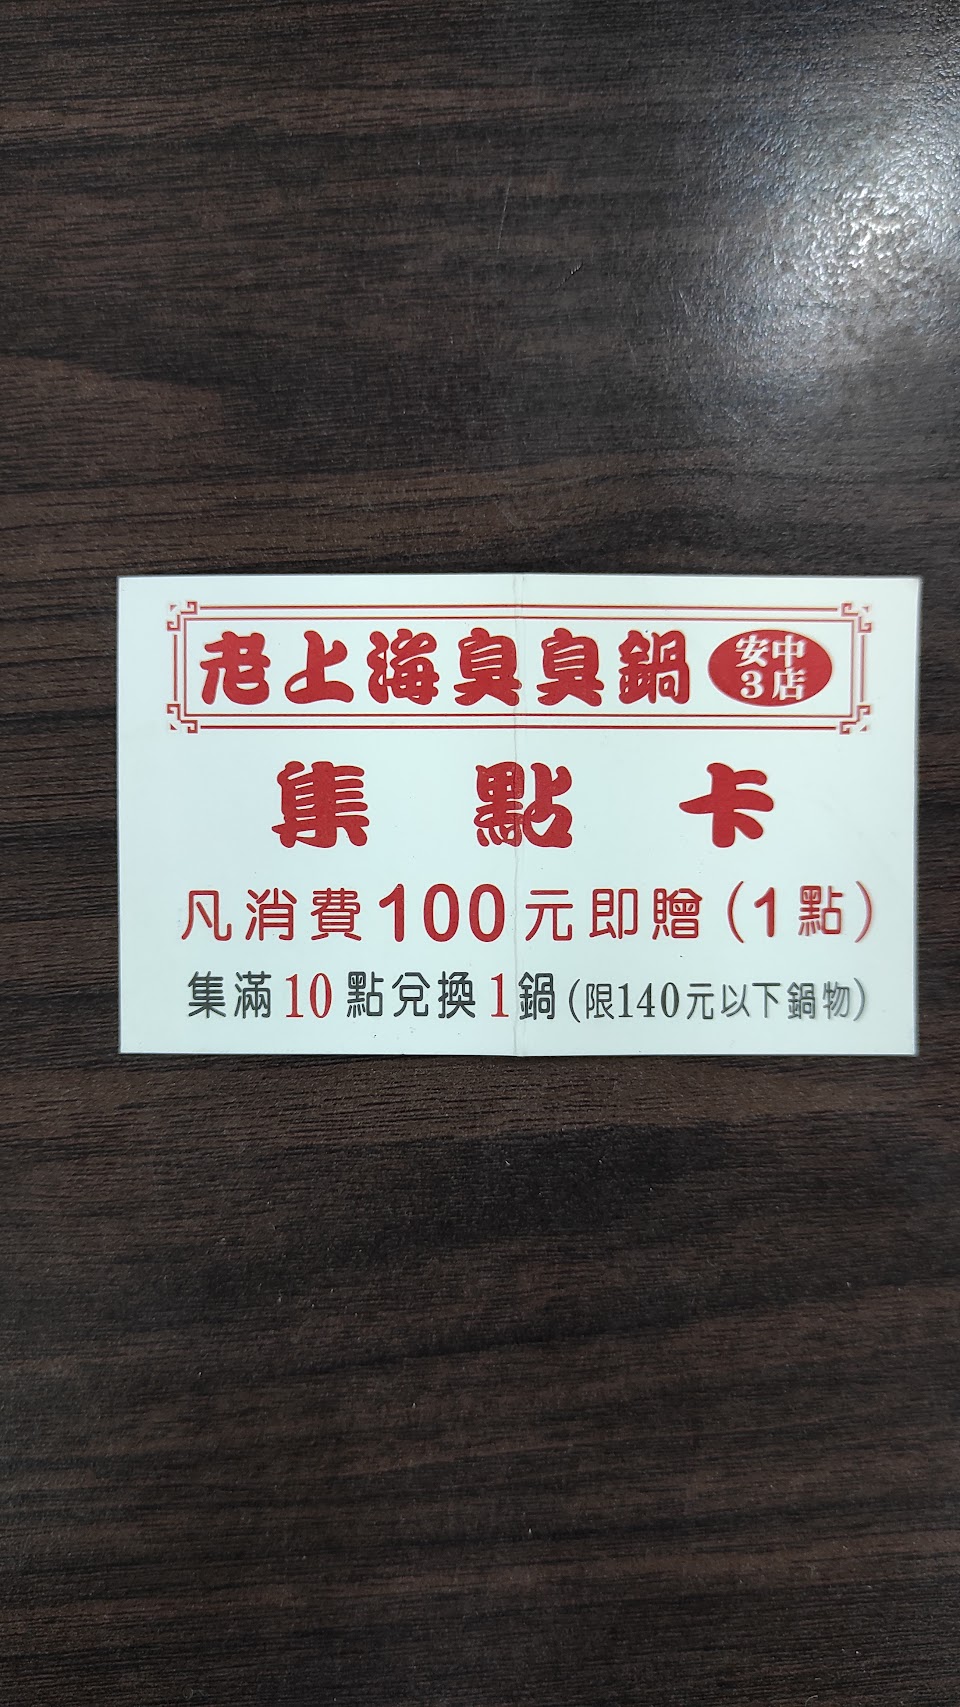 老上海臭臭鍋 安中3店
集點卡
凡消費100元即贈(1點)
集滿10點兌換1鍋(限140元以下鍋物)